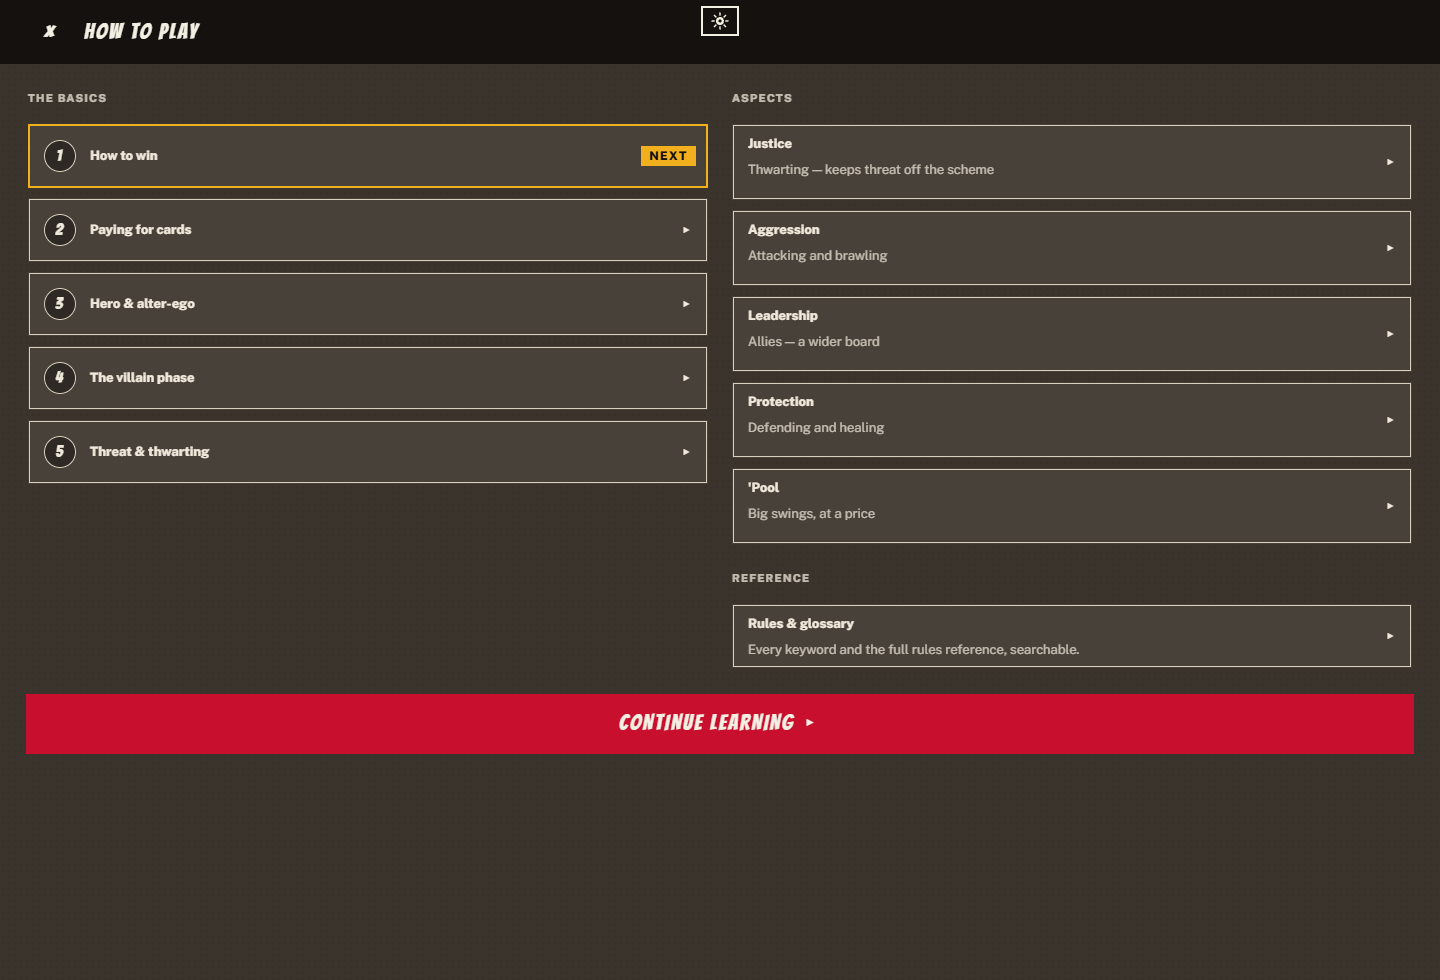 x HOW TO PLAY
THE BASICS
1 How to win NEXT
2 Paying for cards
3 Hero & alter-ego
4 The villain phase
5 Threat & thwarting
ASPECTS
Justice
Thwarting — keeps threat off the scheme
Aggression
Attacking and brawling
Leadership
Allies — a wider board
Protection
Defending and healing
'Pool
Big swings, at a price
REFERENCE
Rules & glossary
Every keyword and the full rules reference, searchable.
CONTINUE LEARNING